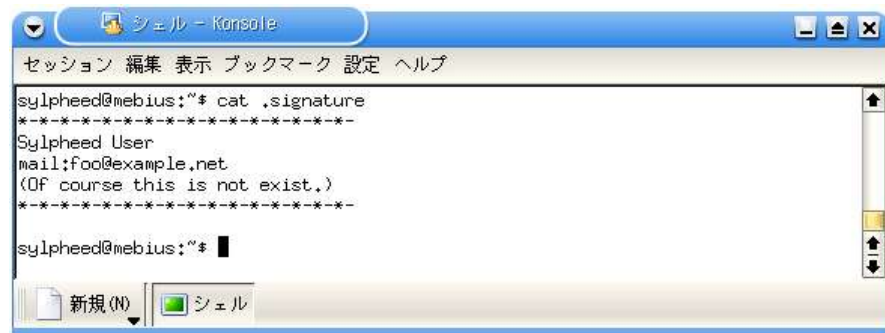 シェル - Konsole
セッション 編集 表示 ブックマーク 設定 ヘルプ
sylpheed@mebius:~$ cat .signature
*-*-*-*-*-*-*-*-*-*-*-*-*-*-*-*-
Sylpheed User
mail:foo@example.net
(Of course this is not exist.)
*-*-*-*-*-*-*-*-*-*-*-*-*-*-*-*-
sylpheed@mebius:~$
新規(N) シェル